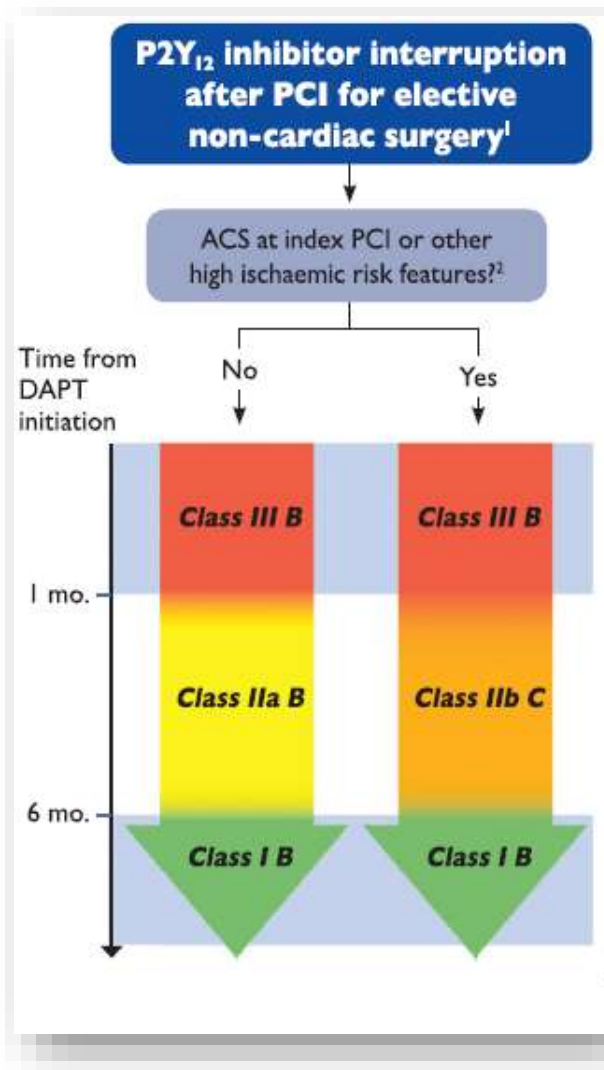 P2Y₁₂ inhibitor interruption
after PCI for elective
non-cardiac surgery¹
ACS at index PCI or other
high ischaemic risk features?²
Time from
DAPT
initiation
No
Yes
Class III B
Class III B
1 mo.
Class IIa B
Class IIb C
6 mo.
Class I B
Class I B